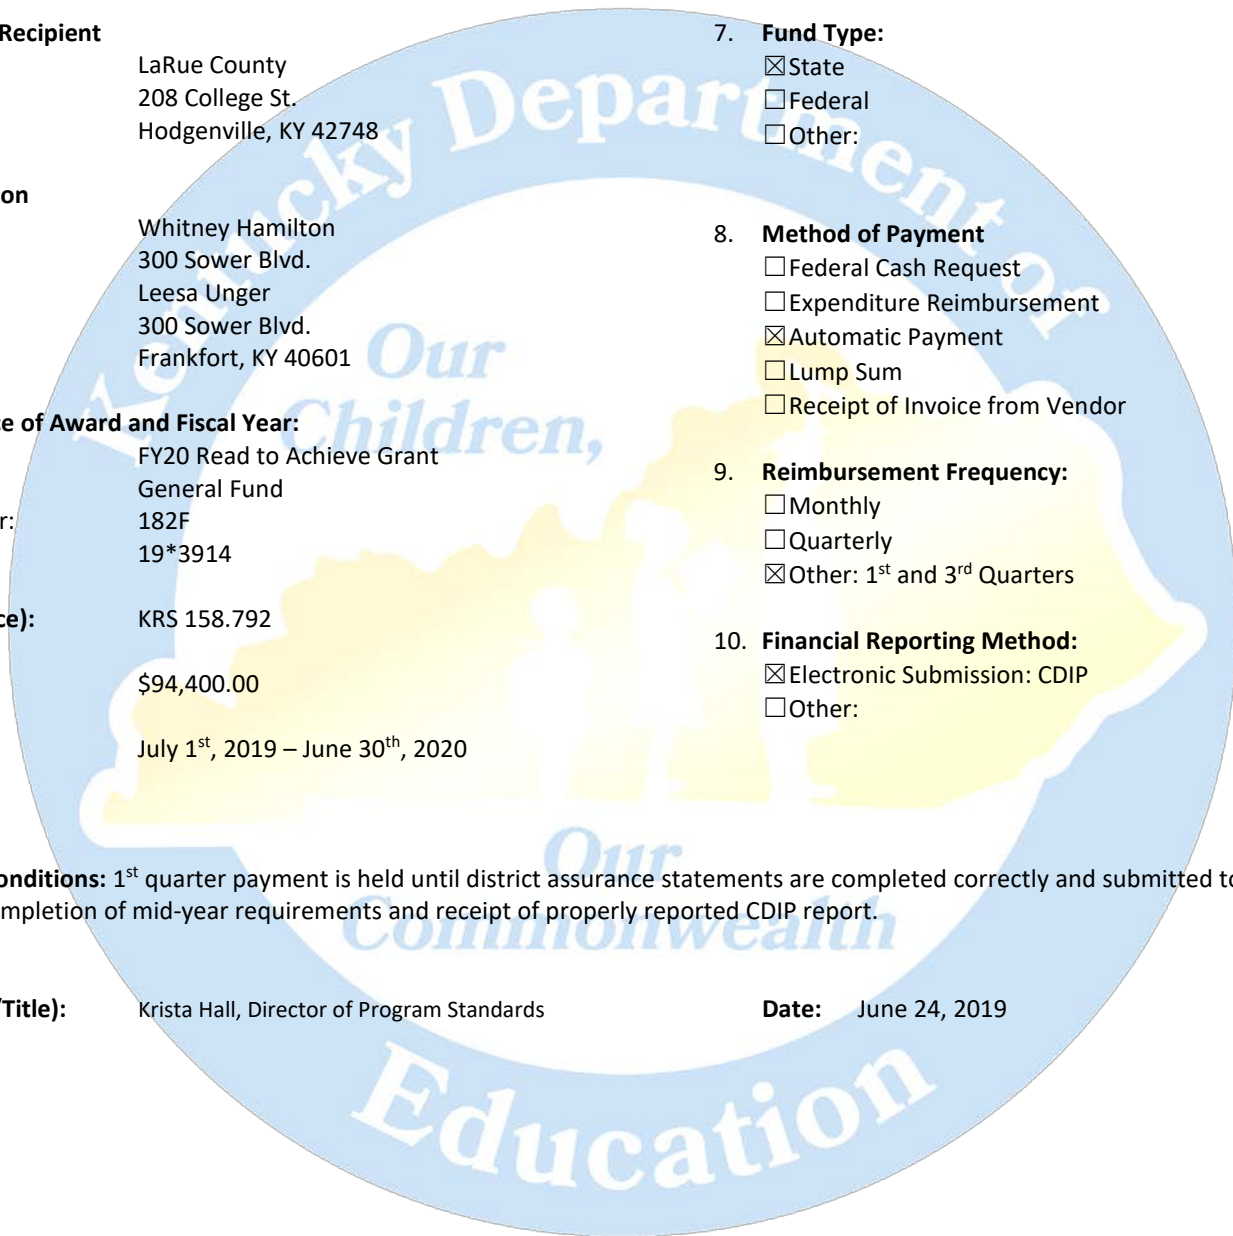 Recipient
LaRue County
208 College St.
Hodgenville, KY 42748
on
Whitney Hamilton
300 Sower Blvd.
Leesa Unger
300 Sower Blvd.
Frankfort, KY 40601
e of Award and Fiscal Year:
FY20 Read to Achieve Grant
General Fund
r: 182F
19*3914
ce): KRS 158.792
$94,400.00
July 1st, 2019 – June 30th, 2020
7. Fund Type:
☒State
☐Federal
☐Other:
8. Method of Payment
☐Federal Cash Request
☐Expenditure Reimbursement
☒Automatic Payment
☐Lump Sum
☐Receipt of Invoice from Vendor
9. Reimbursement Frequency:
☐Monthly
☐Quarterly
☒Other: 1st and 3rd Quarters
10. Financial Reporting Method:
☒Electronic Submission: CDIP
☐Other:
onditions: 1st quarter payment is held until district assurance statements are completed correctly and submitted to
mpletion of mid-year requirements and receipt of properly reported CDIP report.
/Title): Krista Hall, Director of Program Standards Date: June 24, 2019
Kentucky Department of
Education
Our
Children,
Our
Commonwealth